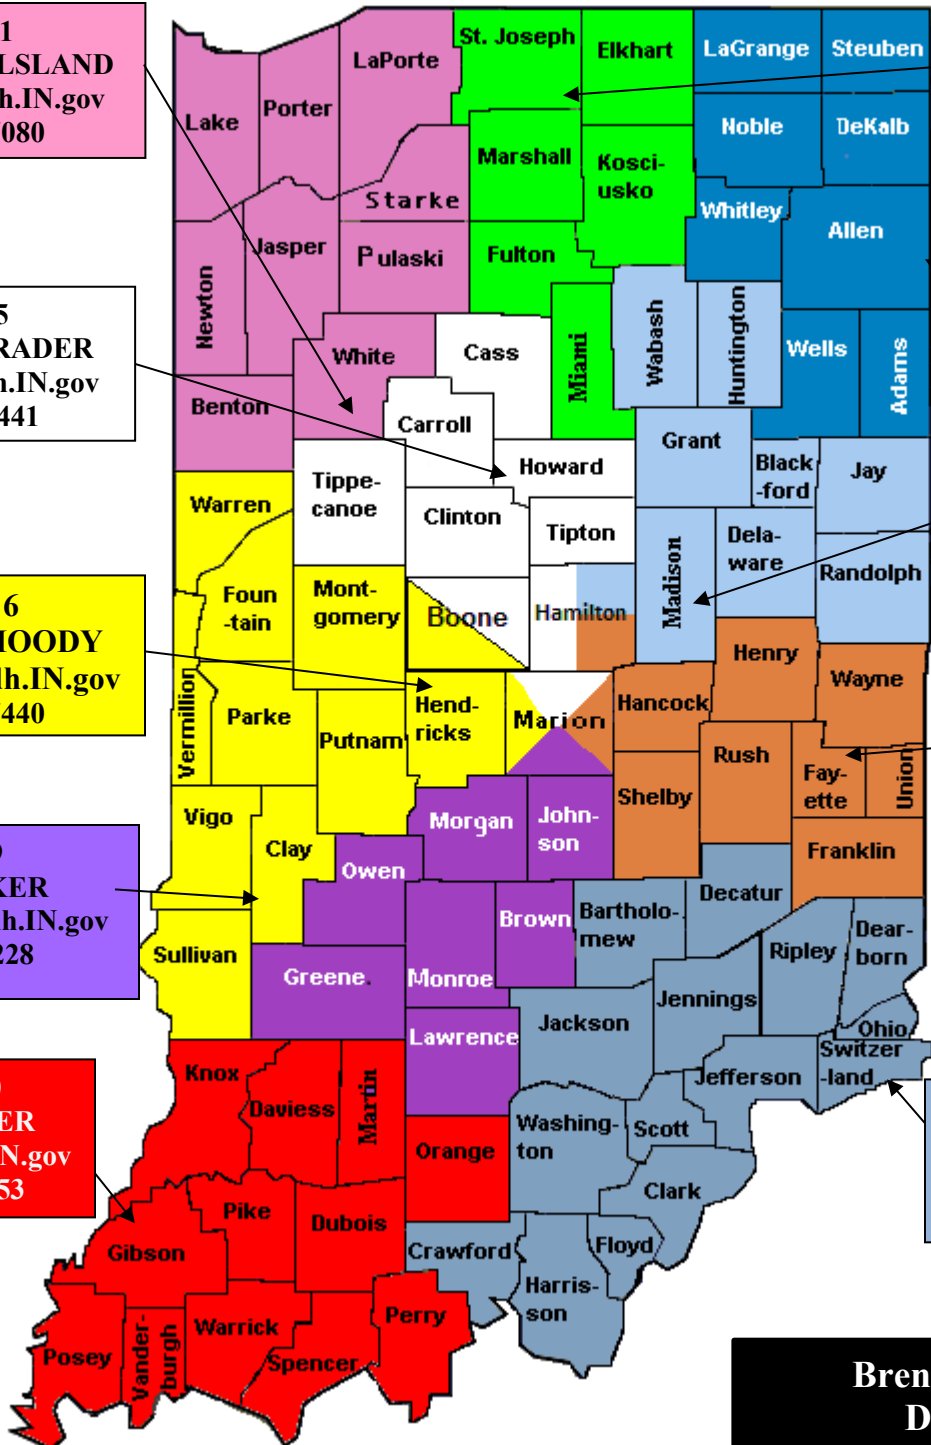 1
LSLAND
h.IN.gov
080
5
RADER
h.IN.gov
441
6
MOODY
lh.IN.gov
440
KER
lh.IN.gov
228
ER
IN.gov
53
St. Joseph
Elkhart
LaGrange
Steuben
LaPorte
Lake
Porter
Noble
DeKalb
Marshall
Kosci-
usko
Starke
Whitley
Allen
Jasper
Pulaski
Fulton
Newton
White
Cass
Miami
Wabash
Huntington
Wells
Adams
Benton
Carroll
Grant
Black
-ford
Jay
Warren
Tippe-
canoe
Howard
Clinton
Tipton
Madison
Dela-
ware
Randolph
Foun
-tain
Mont-
gomery
Boone
Hamilton
Henry
Wayne
Vermillion
Parke
Putnam
Hend-
ricks
Marion
Hancock
Rush
Fay-
ette
Union
Vigo
Clay
Morgan
John-
son
Shelby
Franklin
Owen
Decatur
Sullivan
Greene.
Monroe
Brown
Bartholo-
mew
Ripley
Dear-
born
Jennings
Jackson
Ohio
Lawrence
Switzer
-land
Jefferson
Knox
Daviess
Martin
Orange
Washing-
ton
Scott
Clark
Pike
Dubois
Gibson
Crawford
Floyd
Harris-
son
Perry
Warrick
Spencer
Posey
Vander-
burgh
Bren
D